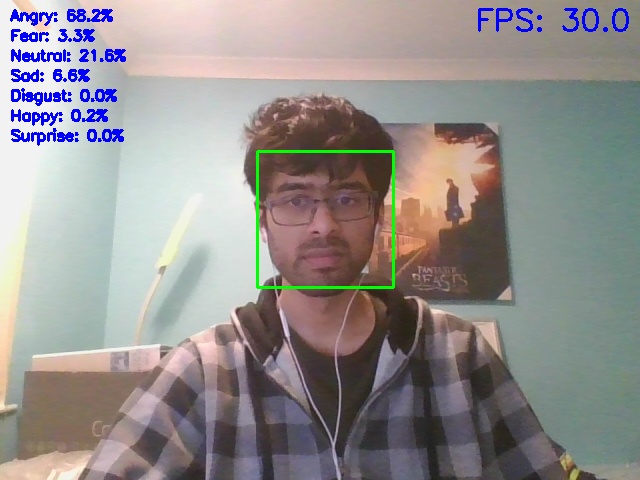 Angry: 68.2%
Fear: 3.3%
Neutral: 21.6%
Sad: 6.6%
Disgust: 0.0%
Happy: 0.2%
Surprise: 0.0%
FPS: 30.0
FANTASTIC
BEASTS